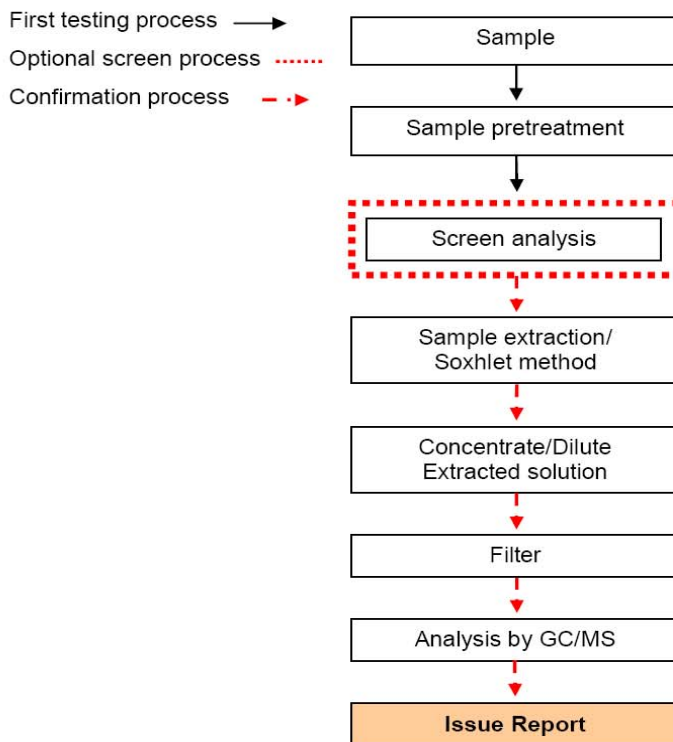 First testing process
Optional screen process
Confirmation process
Sample
Sample pretreatment
Screen analysis
Sample extraction/
Soxhlet method
Concentrate/Dilute
Extracted solution
Filter
Analysis by GC/MS
Issue Report